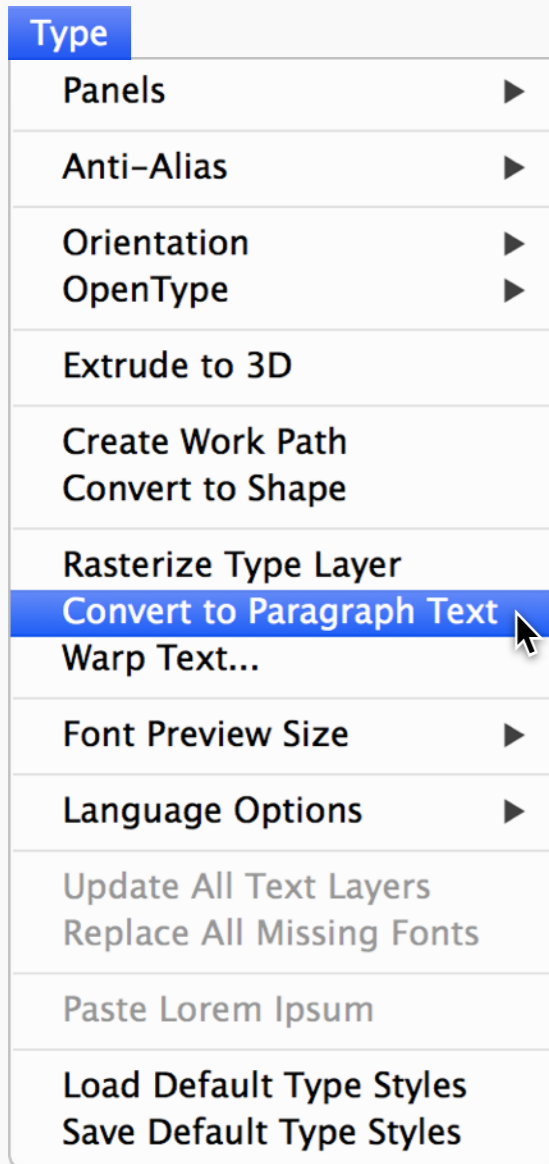 Type
Panels
Anti-Alias
Orientation
OpenType
Extrude to 3D
Create Work Path
Convert to Shape
Rasterize Type Layer
Convert to Paragraph Text
Warp Text...
Font Preview Size
Language Options
Update All Text Layers
Replace All Missing Fonts
Paste Lorem Ipsum
Load Default Type Styles
Save Default Type Styles